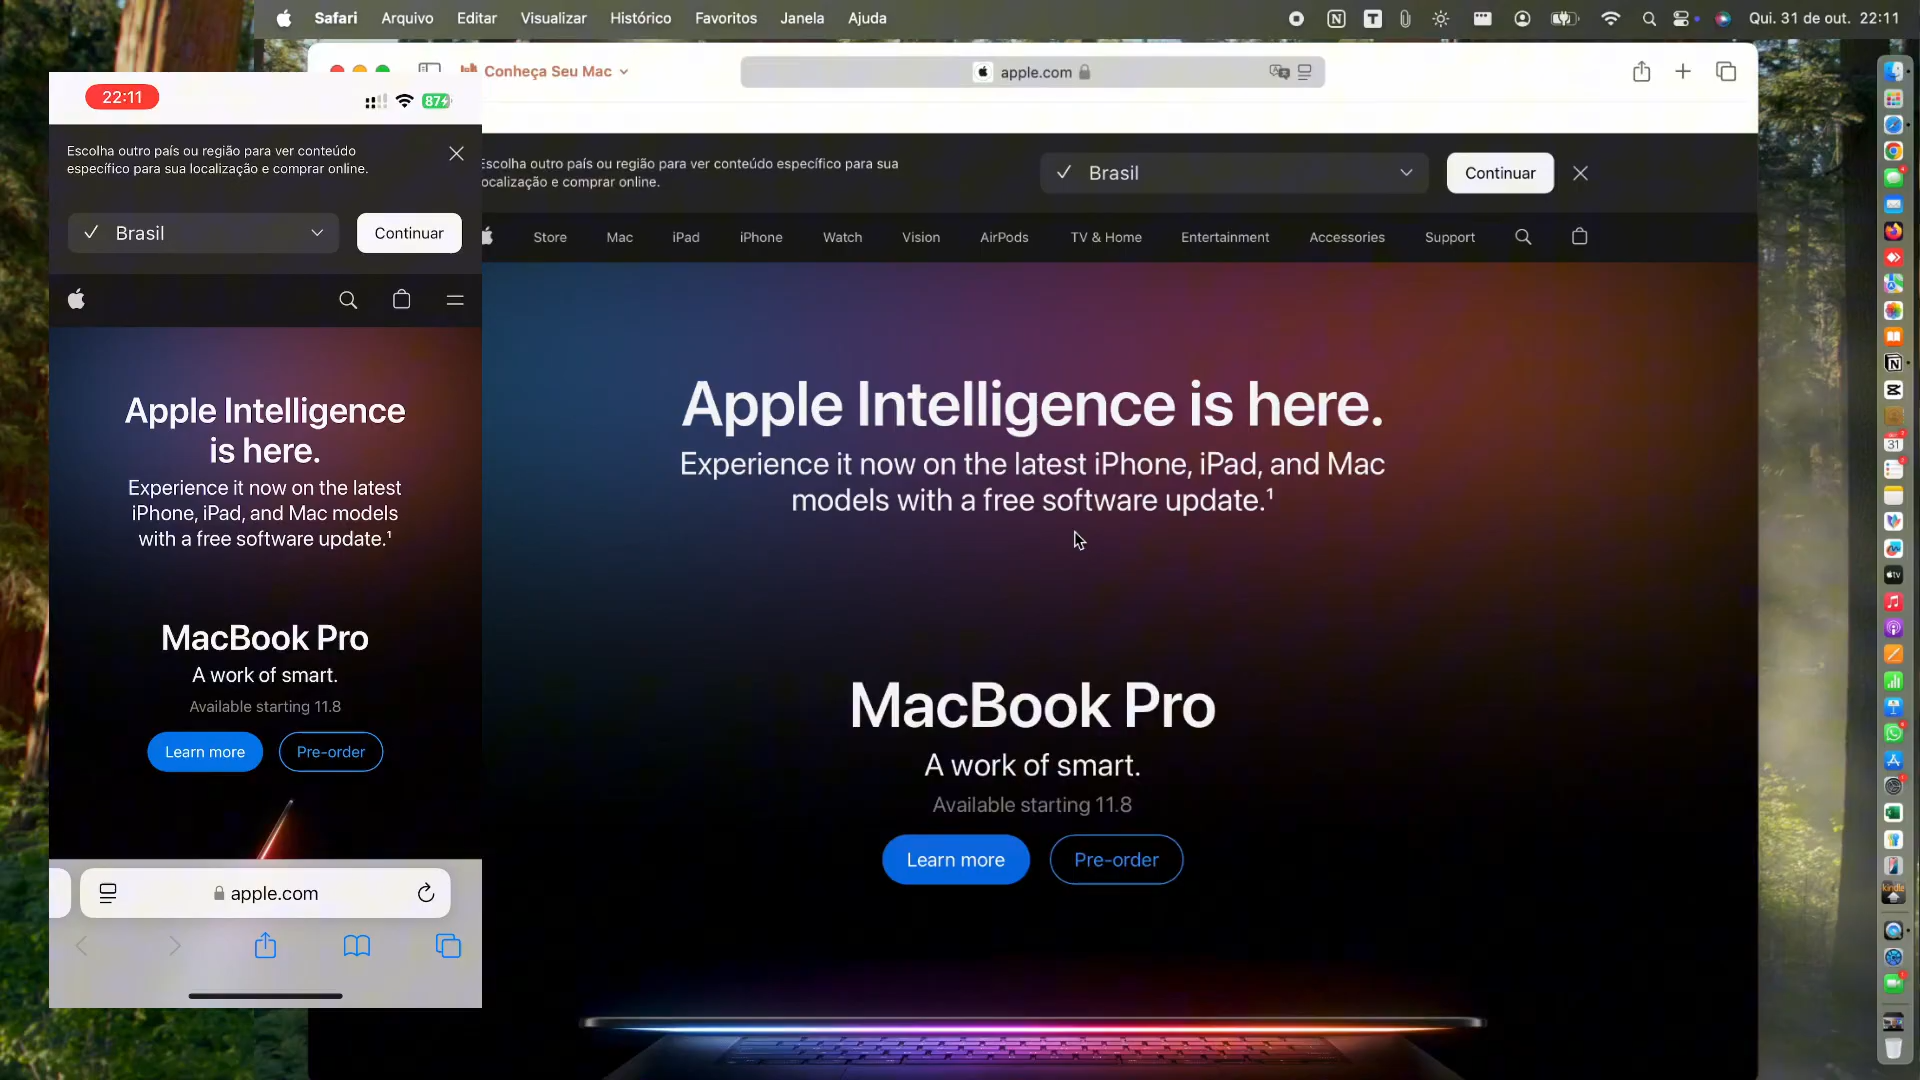 Safari Arquivo Editar Visualizar Histórico Favoritos Janela Ajuda
Qui. 31 de out. 22:11
Conheça Seu Mac
apple.com
Escolha outro país ou região para ver conteúdo específico para sua
ocalização e comprar online.
Brasil
Continuar
Store Mac iPad iPhone Watch Vision AirPods TV & Home Entertainment Accessories Support
Apple Intelligence is here.
Experience it now on the latest iPhone, iPad, and Mac
models with a free software update.¹
MacBook Pro
A work of smart.
Available starting 11.8
Learn more
Pre-order
22:11
87
Escolha outro país ou região para ver conteúdo
específico para sua localização e comprar online.
Brasil
Continuar
Apple Intelligence
is here.
Experience it now on the latest
iPhone, iPad, and Mac models
with a free software update.¹
MacBook Pro
A work of smart.
Available starting 11.8
Learn more
Pre-order
apple.com
31
tv
kindle